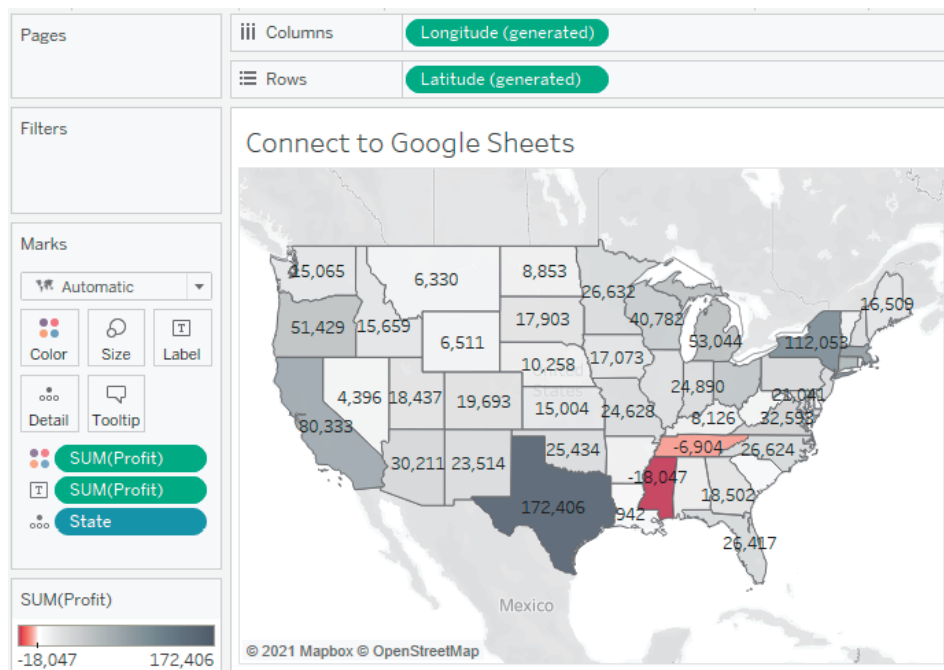 Pages
Columns
Longitude (generated)
Rows
Latitude (generated)
Filters
Connect to Google Sheets
Marks
Automatic
Color
Size
Label
Detail
Tooltip
SUM(Profit)
SUM(Profit)
State
SUM(Profit)
-18,047
172,406
6,330
8,853
26,632
16,509
51,429
15,659
17,903
40,782
53,044
112,053
6,511
10,258
17,073
United
States
4,396
18,437
19,693
15,004
24,628
24,890
21,041
80,333
8,126
32,593
30,211
23,514
25,434
-6,904
26,624
-18,047
18,502
172,406
942
26,417
Mexico
© 2021 Mapbox © OpenStreetMap